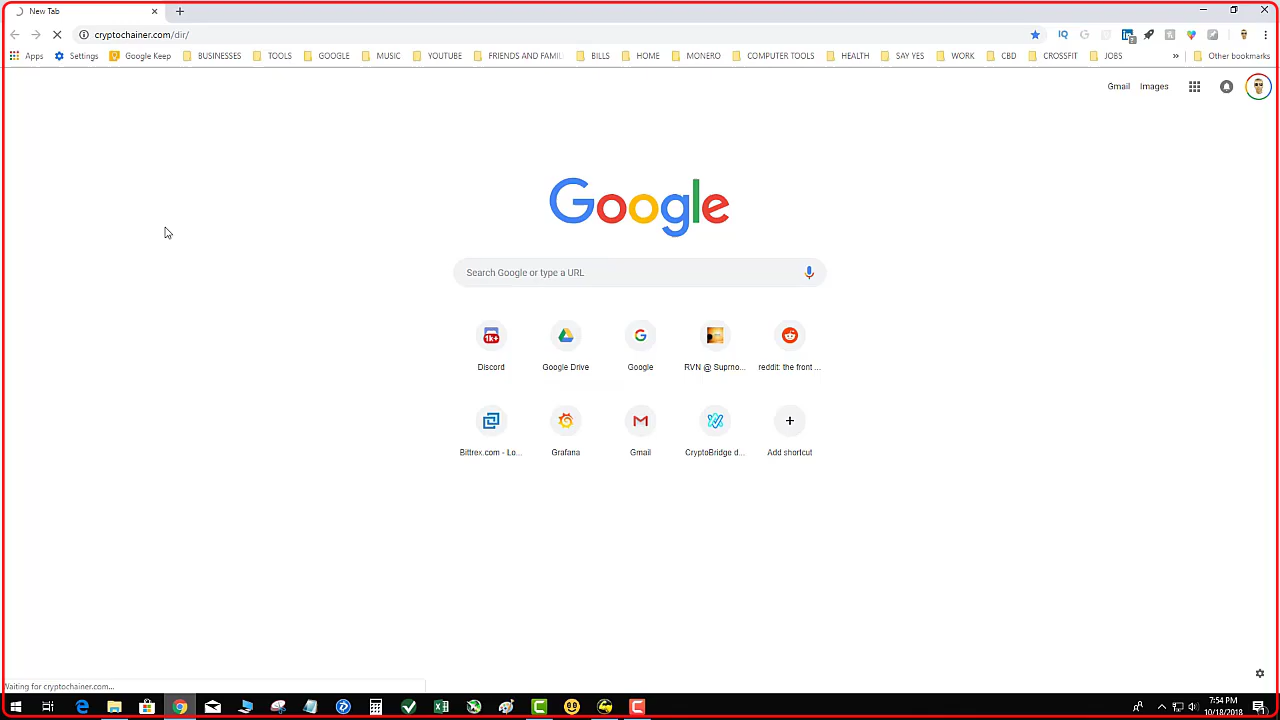 New Tab
cryptochainer.com/dir/
Apps Settings Google Keep BUSINESSES TOOLS GOOGLE MUSIC YOUTUBE FRIENDS AND FAMIL BILLS HOME MONERO COMPUTER TOOLS HEALTH SAY YES WORK CBD CROSSFIT JOBS » Other bookmarks
Gmail Images
Google
Search Google or type a URL
1k+
Discord Google Drive Google RVN @ Suprno... reddit: the front ...
Bittrex.com - Lo... Grafana Gmail CryptoBridge d... Add shortcut
Waiting for cryptochainer.com...
7:54 PM
10/18/2018